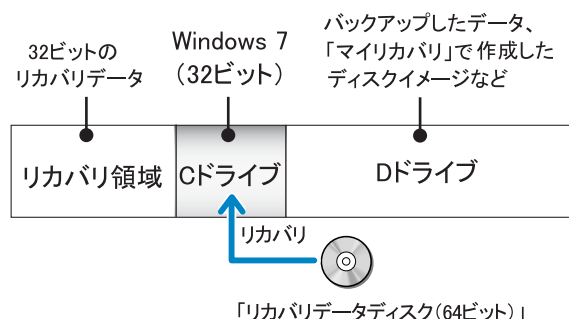 32ビットの
リカバリデータ
Windows 7
（32ビット）
バックアップしたデータ、
「マイリカバリ」で作成した
ディスクイメージなど
リカバリ領域
Cドライブ
Dドライブ
リカバリ
「リカバリデータディスク（64ビット）」